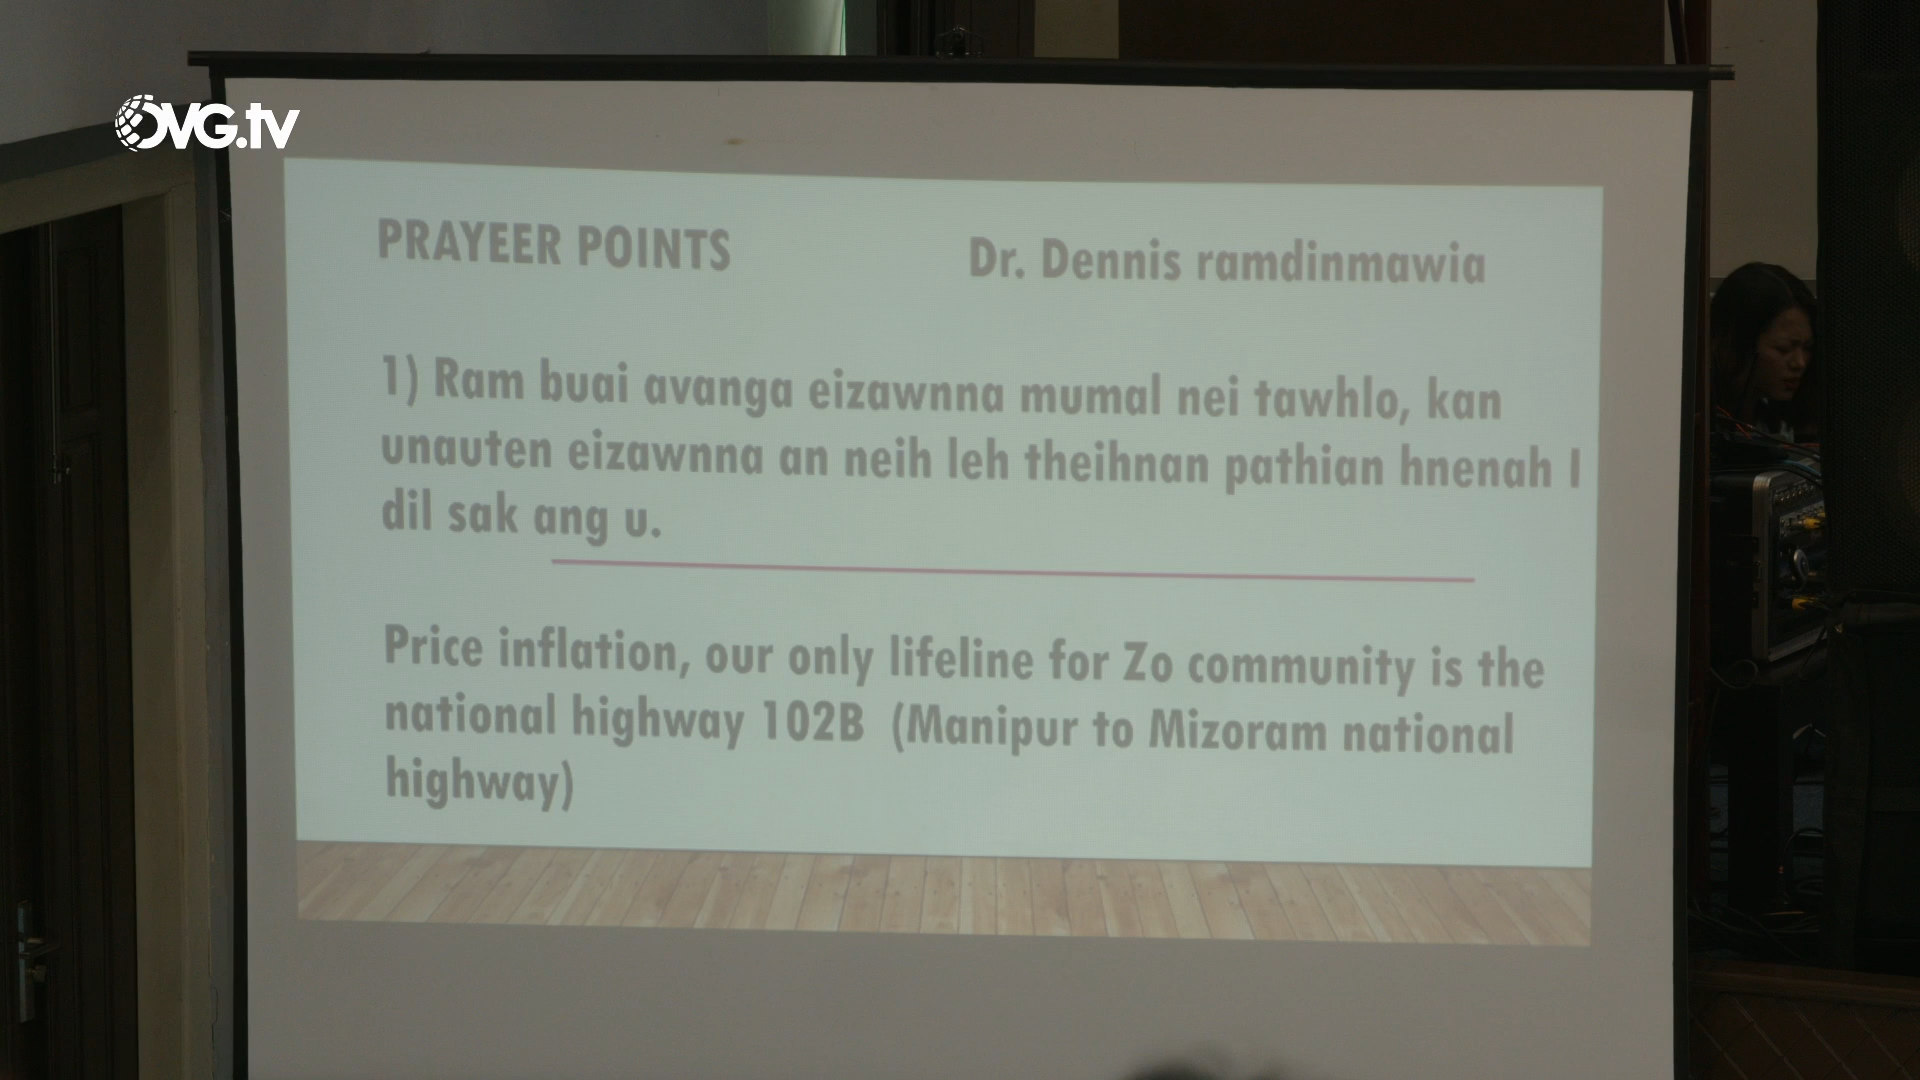 OVG.tv
PRAYEER POINTS
Dr. Dennis ramdinmawia
1) Ram buai avanga eizawnna mumal nei tawhlo, kan
unauten eizawnna an neih leh theihnan pathian hnenah I
dil sak ang u.
Price inflation, our only lifeline for Zo community is the
national highway 102B (Manipur to Mizoram national
highway)